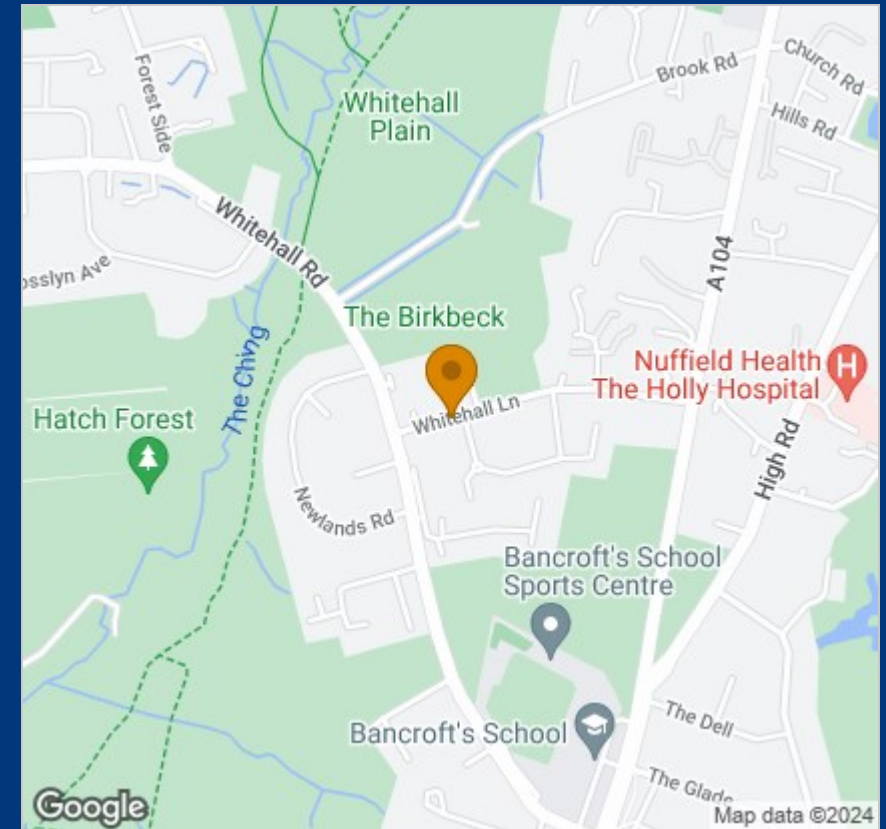 Forest Side
Whitehall
Plain
Brook Rd
Church Rd
Hills Rd
Whitehall Rd
A104
osslyn Ave
The Birkbeck
The Ching
Nuffield Health
The Holly Hospital
H
Hatch Forest
Whitehall Ln
High Rd
Newlands Rd
Bancroft's School
Sports Centre
The Dell
Bancroft's School
The Glade
Google
Map data ©2024